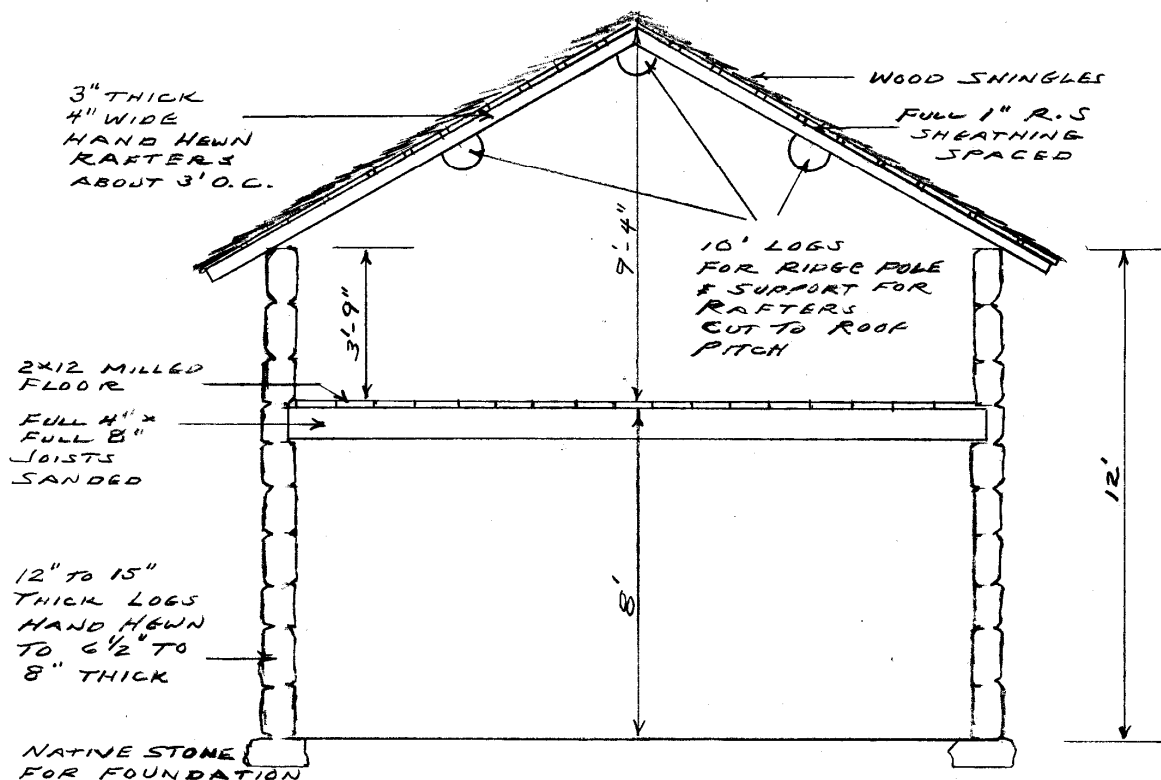 3" THICK
4" WIDE
HAND HEWN
RAFTERS
ABOUT 3' O.C.
WOOD SHINGLES
FULL 1" R.S
SHEATHING
SPACED
9'-4"
10' LOGS
FOR RIDGE POLE
& SUPPORT FOR
RAFTERS
CUT TO ROOF
PITCH
3'-9"
2x12 MILLED
FLOOR
FULL 4" x
FULL 8"
JOISTS
SANDED
12'
8'
12" TO 15"
THICK LOGS
HAND HEWN
TO 6 1/2" TO
8" THICK
NATIVE STONE
FOR FOUNDATION